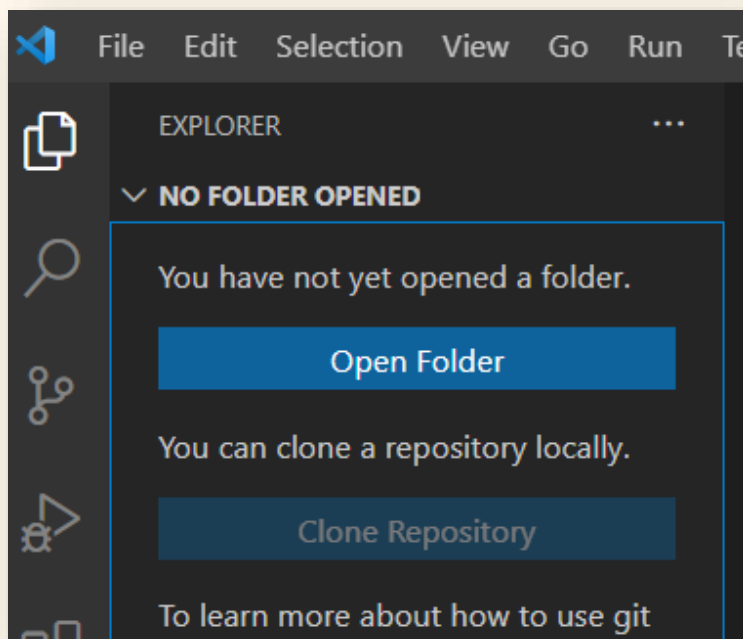 File Edit Selection View Go Run
EXPLORER
NO FOLDER OPENED
You have not yet opened a folder.
Open Folder
You can clone a repository locally.
Clone Repository
To learn more about how to use git